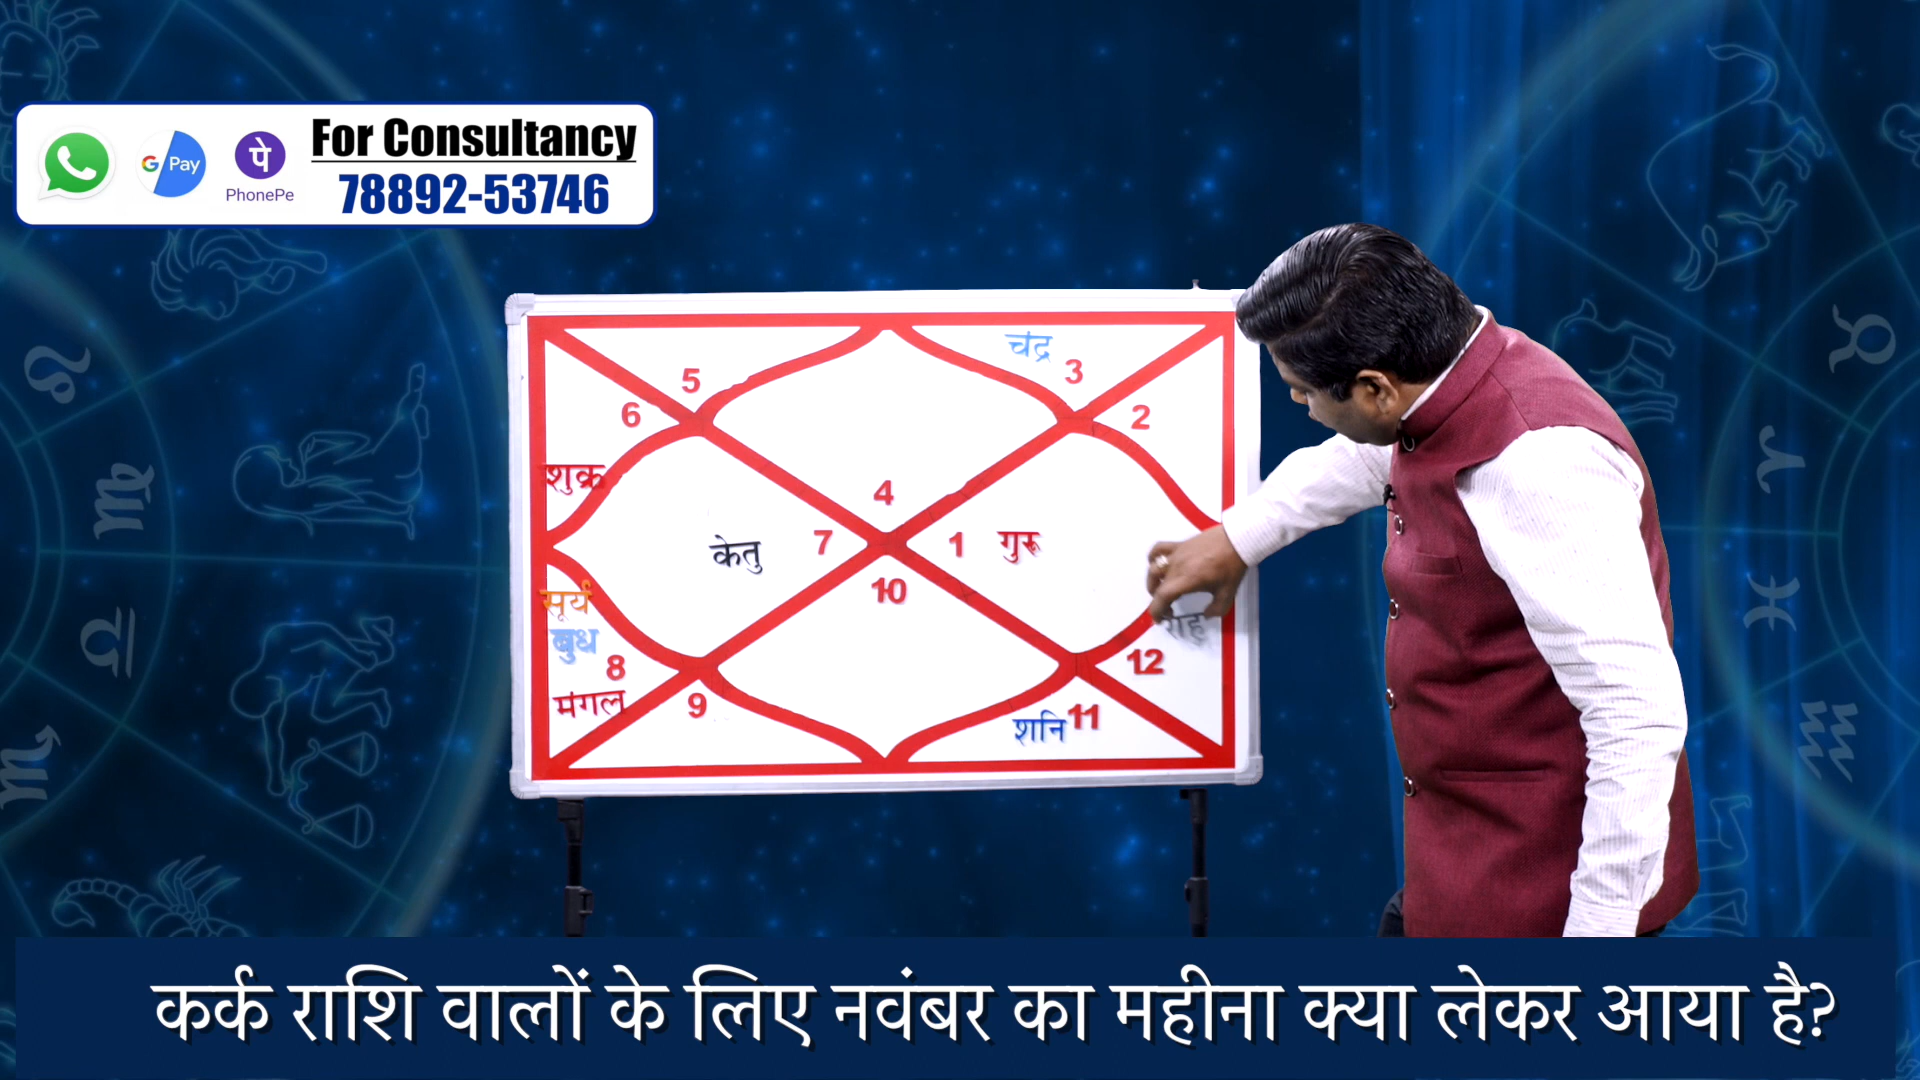 For Consultancy
G Pay
पे
PhonePe
78892-53746
चंद्र
5
3
6
2
शुक्र
4
केतु
7
1
गुरू
10
सूर्य
राहु
बुध
8
12
मंगल
9
शनि
11
कर्क राशि वालों के लिए नवंबर का महीना क्या लेकर आया है?